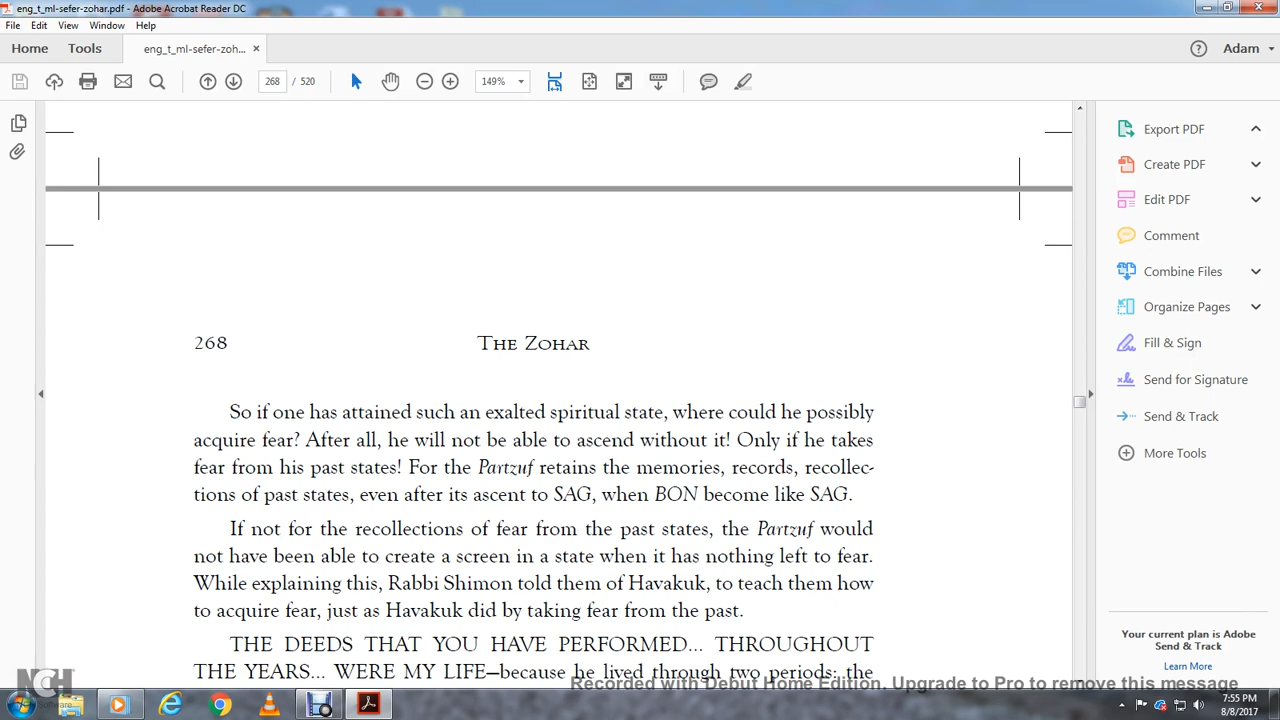 eng_t_ml-sefer-zohar.pdf - Adobe Acrobat Reader DC
File Edit View Window Help
Home Tools eng_t_ml-sefer-zoh... × Adam
268 / 520 149%
Export PDF
Create PDF
Edit PDF
Comment
Combine Files
Organize Pages
Fill & Sign
Send for Signature
Send & Track
More Tools
268 The Zohar
So if one has attained such an exalted spiritual state, where could he possibly
acquire fear? After all, he will not be able to ascend without it! Only if he takes
fear from his past states! For the Partzuf retains the memories, records, recollec-
tions of past states, even after its ascent to SAG, when BON become like SAG.
If not for the recollections of fear from the past states, the Partzuf would
not have been able to create a screen in a state when it has nothing left to fear.
While explaining this, Rabbi Shimon told them of Havakuk, to teach them how
to acquire fear, just as Havakuk did by taking fear from the past.
THE DEEDS THAT YOU HAVE PERFORMED... THROUGHOUT
THE YEARS... WERE MY LIFE—because he lived through two periods: the
Your current plan is Adobe
Send & Track
Learn More
NCH Software
Recorded with Debut Home Edition. Upgrade to Pro to remove this message
7:55 PM
8/8/2017